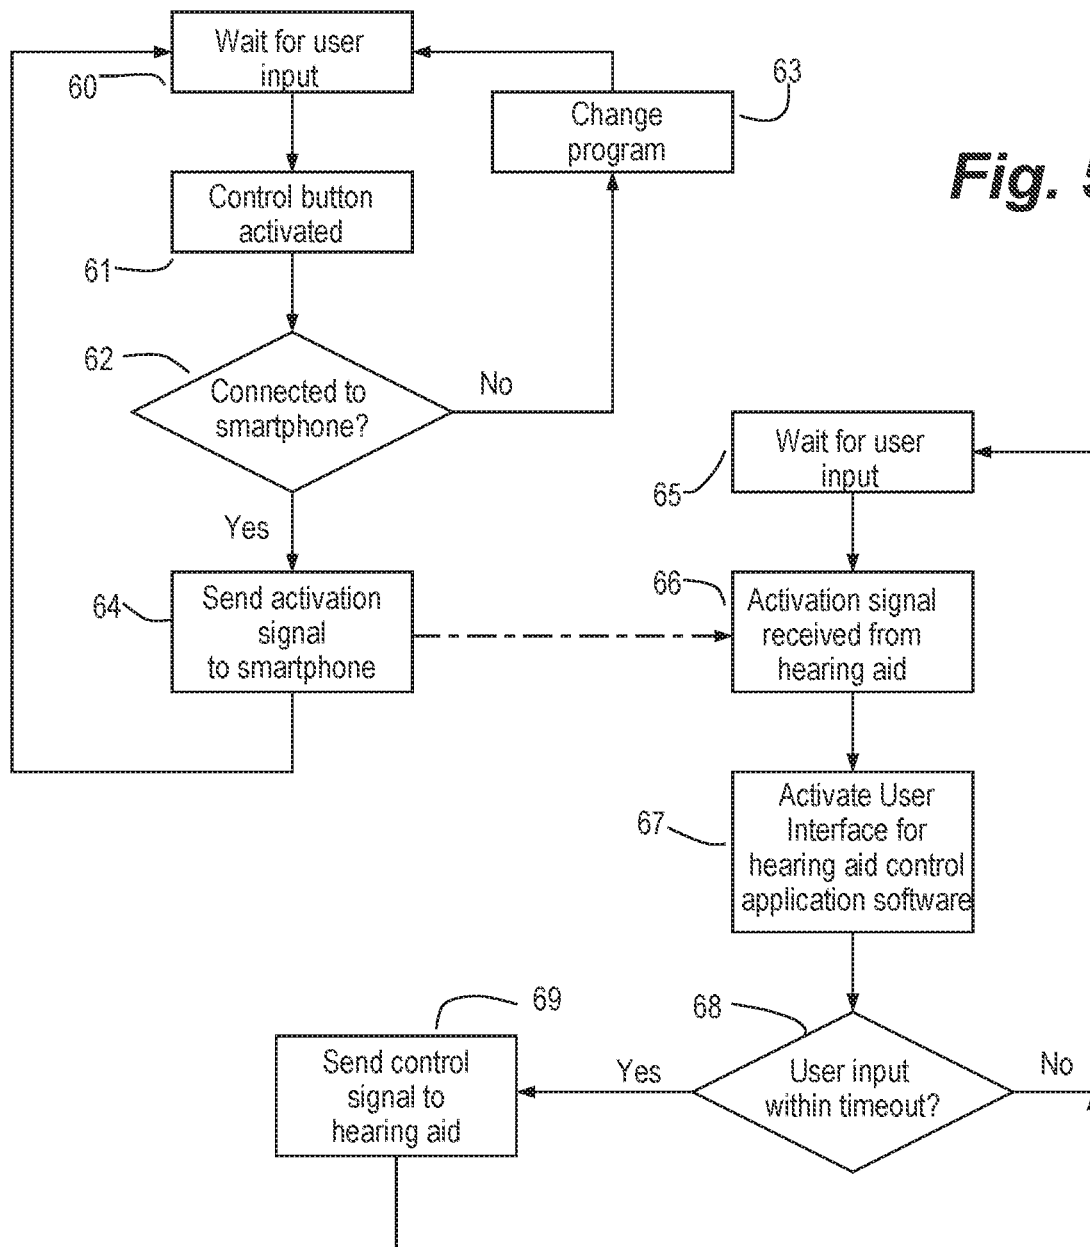 Wait for user
input
60
63
Change
program
Fig. 5
Control button
activated
61
62
Connected to
smartphone?
No
Wait for user
input
65
Yes
64
Send activation
signal
to smartphone
66
Activation signal
received from
hearing aid
67
Activate User
Interface for
hearing aid control
application software
69
68
Send control
signal to
hearing aid
Yes
User input
within timeout?
No